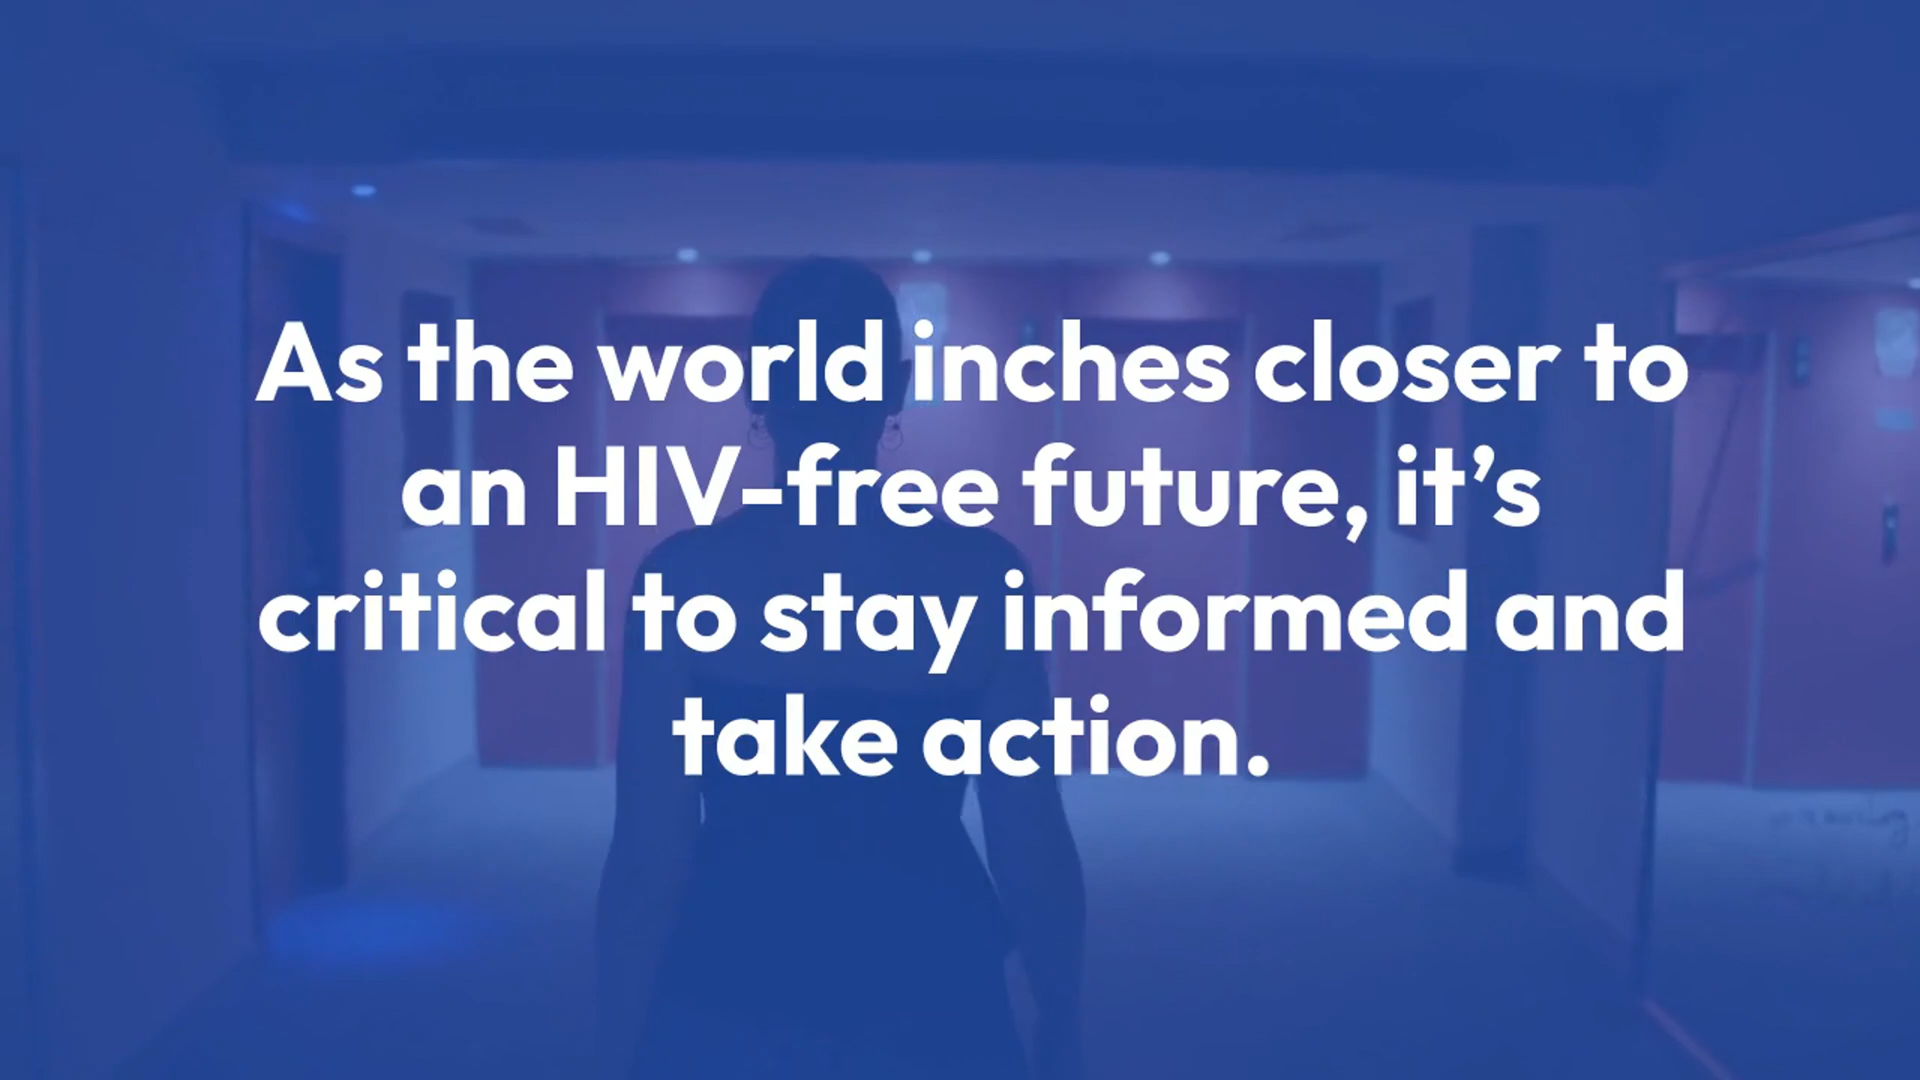 As the world inches closer to
an HIV-free future, it’s
critical to stay informed and
take action.